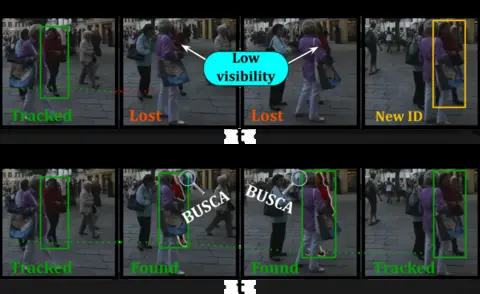 Low
visibility
Tracked
Lost
Lost
New ID
t
BUSCA
BUSCA
Tracked
Found
Found
Tracked
t